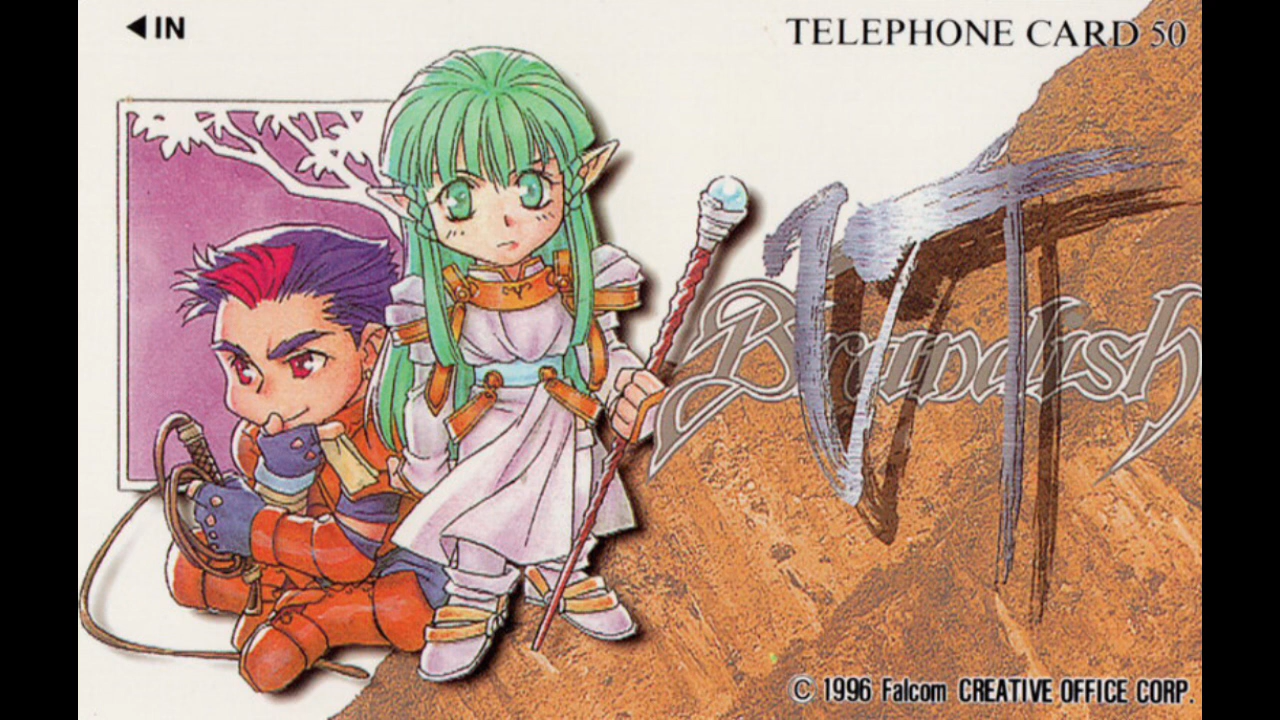 ◀ IN
TELEPHONE CARD 50
VT
Brandish
© 1996 Falcom CREATIVE OFFICE CORP.